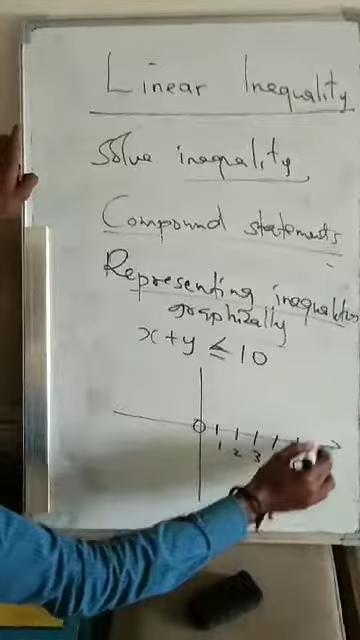 Linear Inequality
Solve inequality
Compound statements
Representing inequalities
graphically
x + y ≤ 10
0 1 2 3